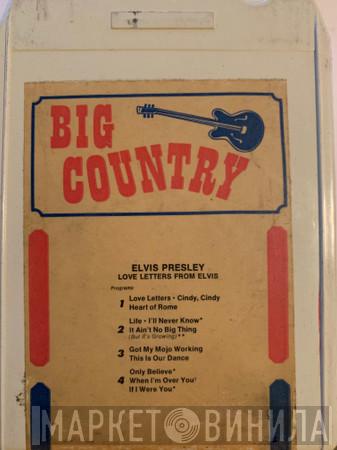 BIG
COUNTRY
ELVIS PRESLEY
LOVE LETTERS FROM ELVIS
Programs
1 Love Letters • Cindy, Cindy
Heart of Rome
Life • I'll Never Know*
2 It Ain't No Big Thing
(But It's Growing)**
3 Got My Mojo Working
This Is Our Dance
Only Believe*
4 When I'm Over You†
If I Were You*
МАРКЕТ ВИНИЛА